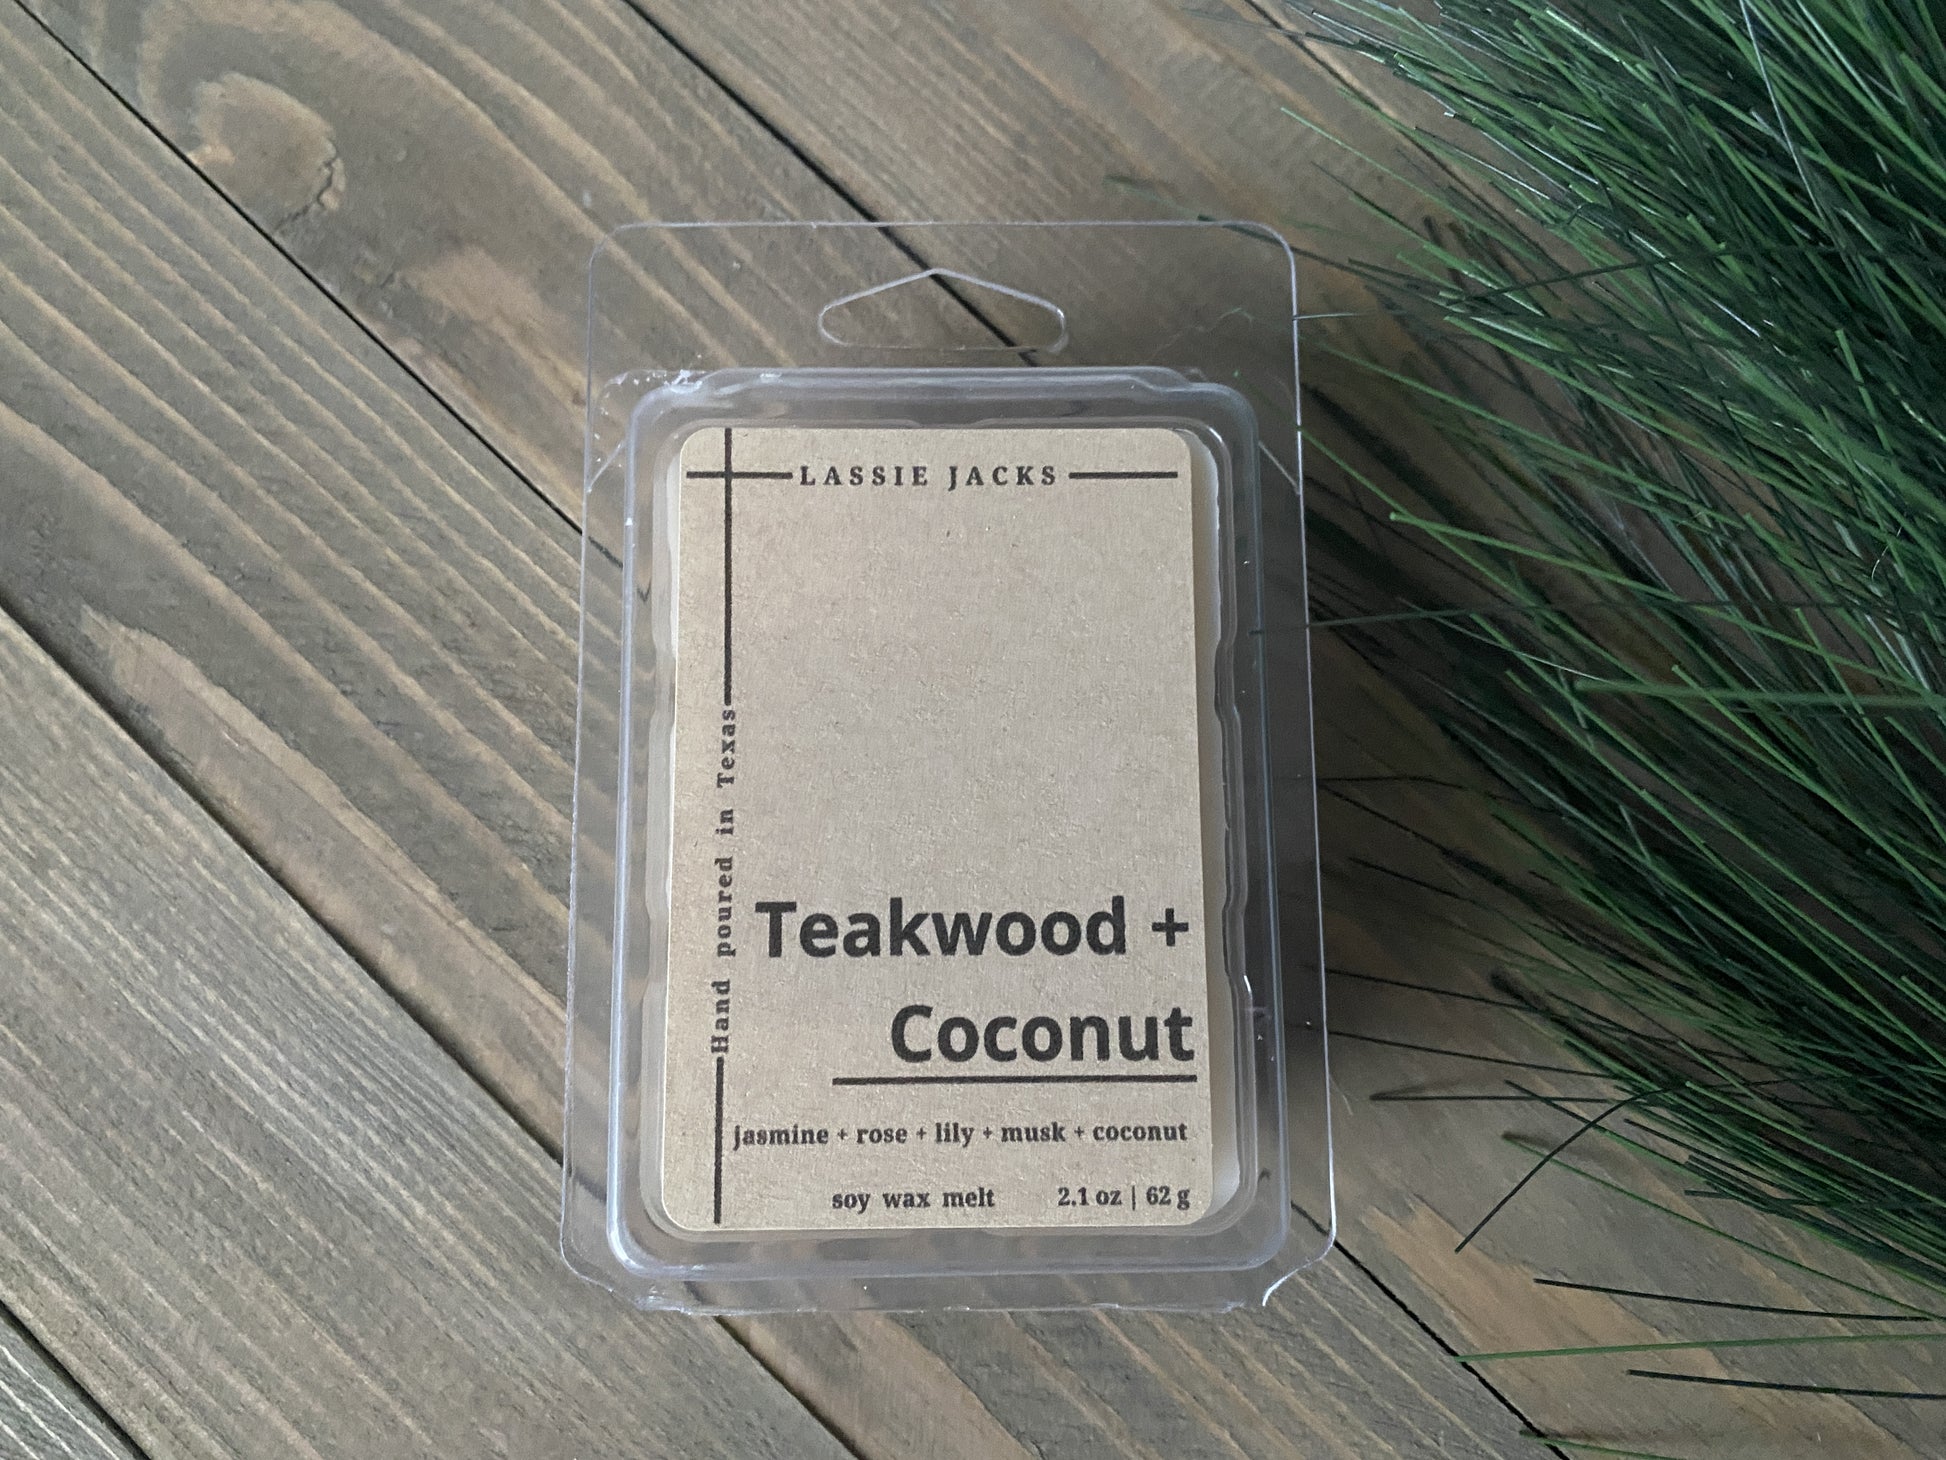 LASSIE JACKS
Hand poured in Texas
Teakwood +
Coconut
jasmine + rose + lily + musk + coconut
soy wax melt 2.1 oz | 62 g